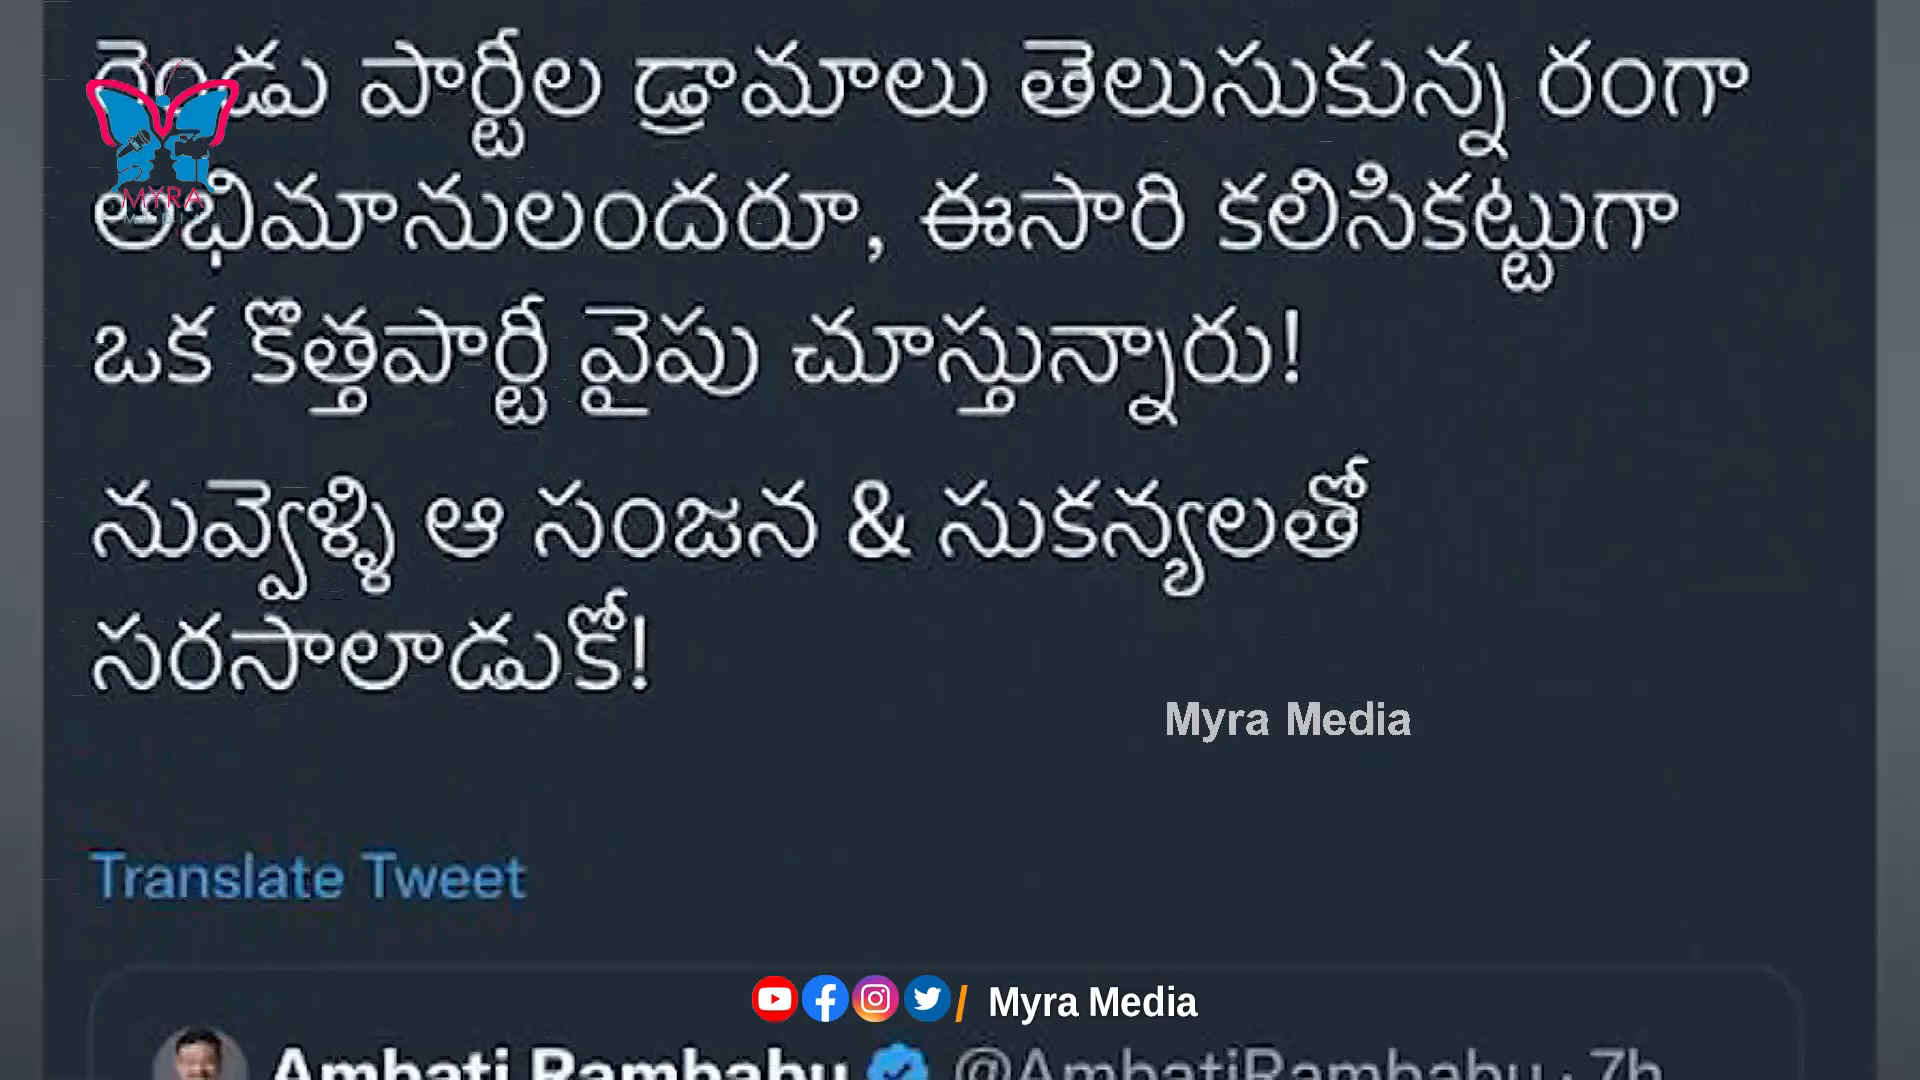 రెండు పార్టీల డ్రామాలు తెలుసుకున్న రంగా
అభిమానులందరూ, ఈసారి కలిసికట్టుగా
ఒక కొత్తపార్టీ వైపు చూస్తున్నారు!
నువ్వెళ్ళి ఆ సంజన & సుకన్యలతో
సరసాలాడుకో!
MYRA
Myra Media
Translate Tweet
/ Myra Media
Ambati Rambabu @AmbatiRambabu · 7h